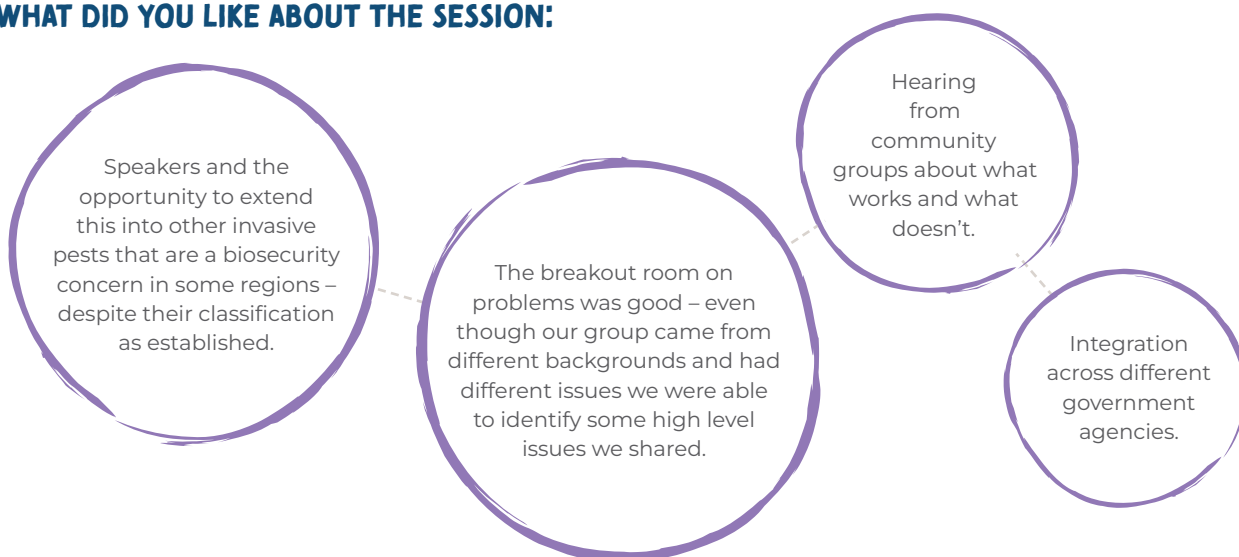 WHAT DID YOU LIKE ABOUT THE SESSION:
Speakers and the
opportunity to extend
this into other invasive
pests that are a biosecurity
concern in some regions –
despite their classification
as established.
The breakout room on
problems was good – even
though our group came from
different backgrounds and had
different issues we were able
to identify some high level
issues we shared.
Hearing
from
community
groups about what
works and what
doesn’t.
Integration
across different
government
agencies.